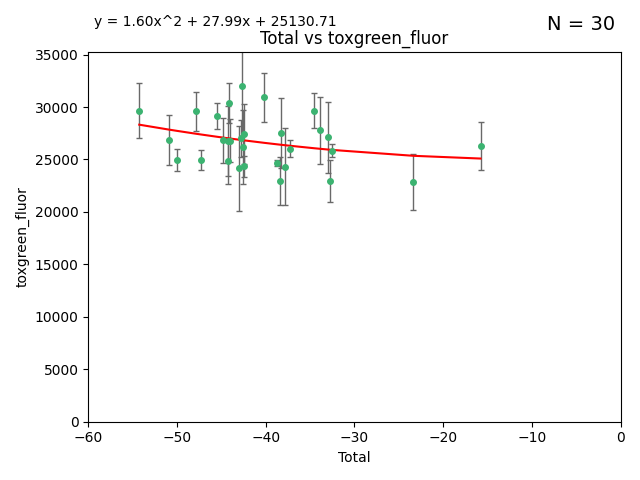 y = 1.60x^2 + 27.99x + 25130.71
N = 30
Total vs toxgreen_fluor
35000
30000
25000
20000
15000
10000
5000
0
toxgreen_fluor
−60 −50 −40 −30 −20 −10 0
Total